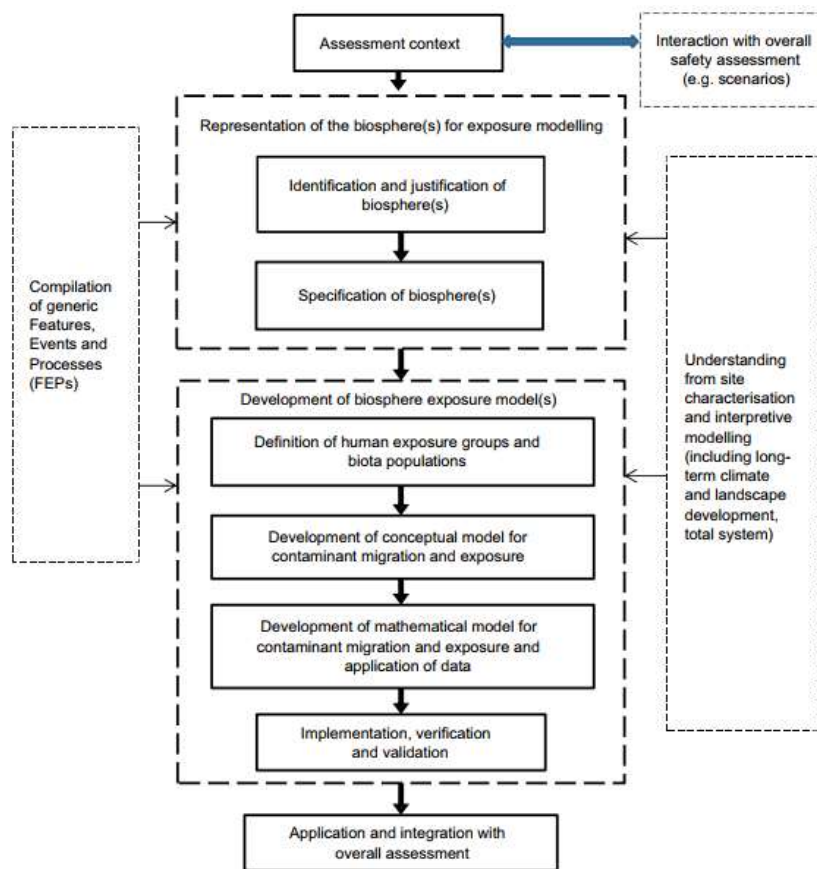 Assessment context
Interaction with overall
safety assessment
(e.g. scenarios)
Representation of the biosphere(s) for exposure modelling
Identification and justification of
biosphere(s)
Specification of biosphere(s)
Compilation
of generic
Features,
Events and
Processes
(FEPs)
Understanding
from site
characterisation
and interpretive
modelling
(including long-
term climate
and landscape
development,
total system)
Development of biosphere exposure model(s)
Definition of human exposure groups and
biota populations
Development of conceptual model for
contaminant migration and exposure
Development of mathematical model for
contaminant migration and exposure and
application of data
Implementation, verification
and validation
Application and integration with
overall assessment